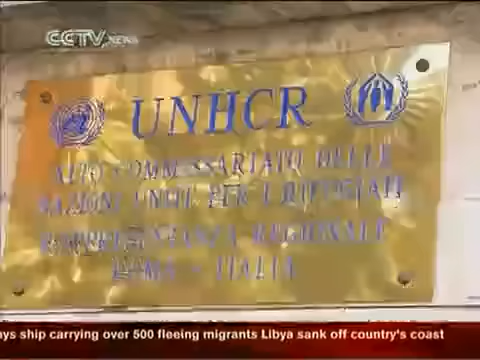 CCTV NEWS
UNHCR
ALTO COMMISSARIATO DELLE
NAZIONI UNITE PER I RIFUGIATI
RAPPRESENTANZA REGIONALE
ROMA - ITALIA
ays ship carrying over 500 fleeing migrants Libya sank off country's coast